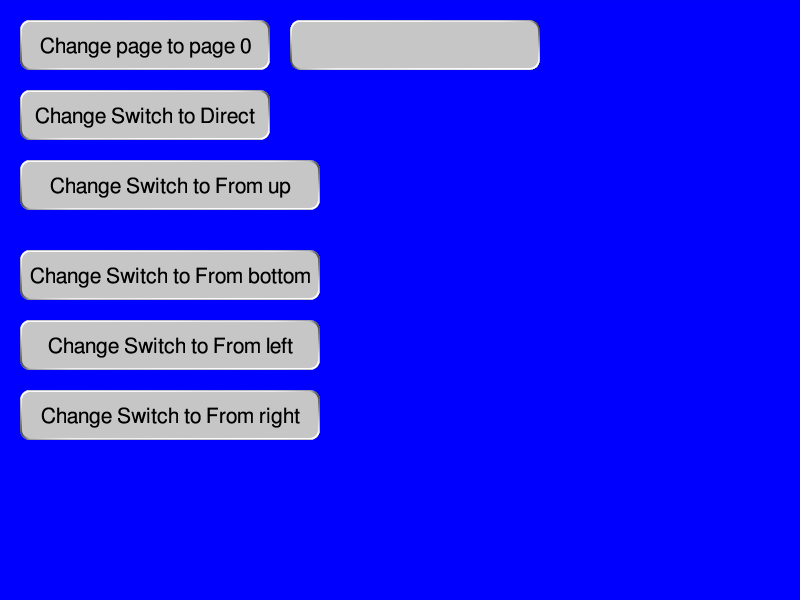 Change page to page 0
Change Switch to Direct
Change Switch to From up
Change Switch to From bottom
Change Switch to From left
Change Switch to From right